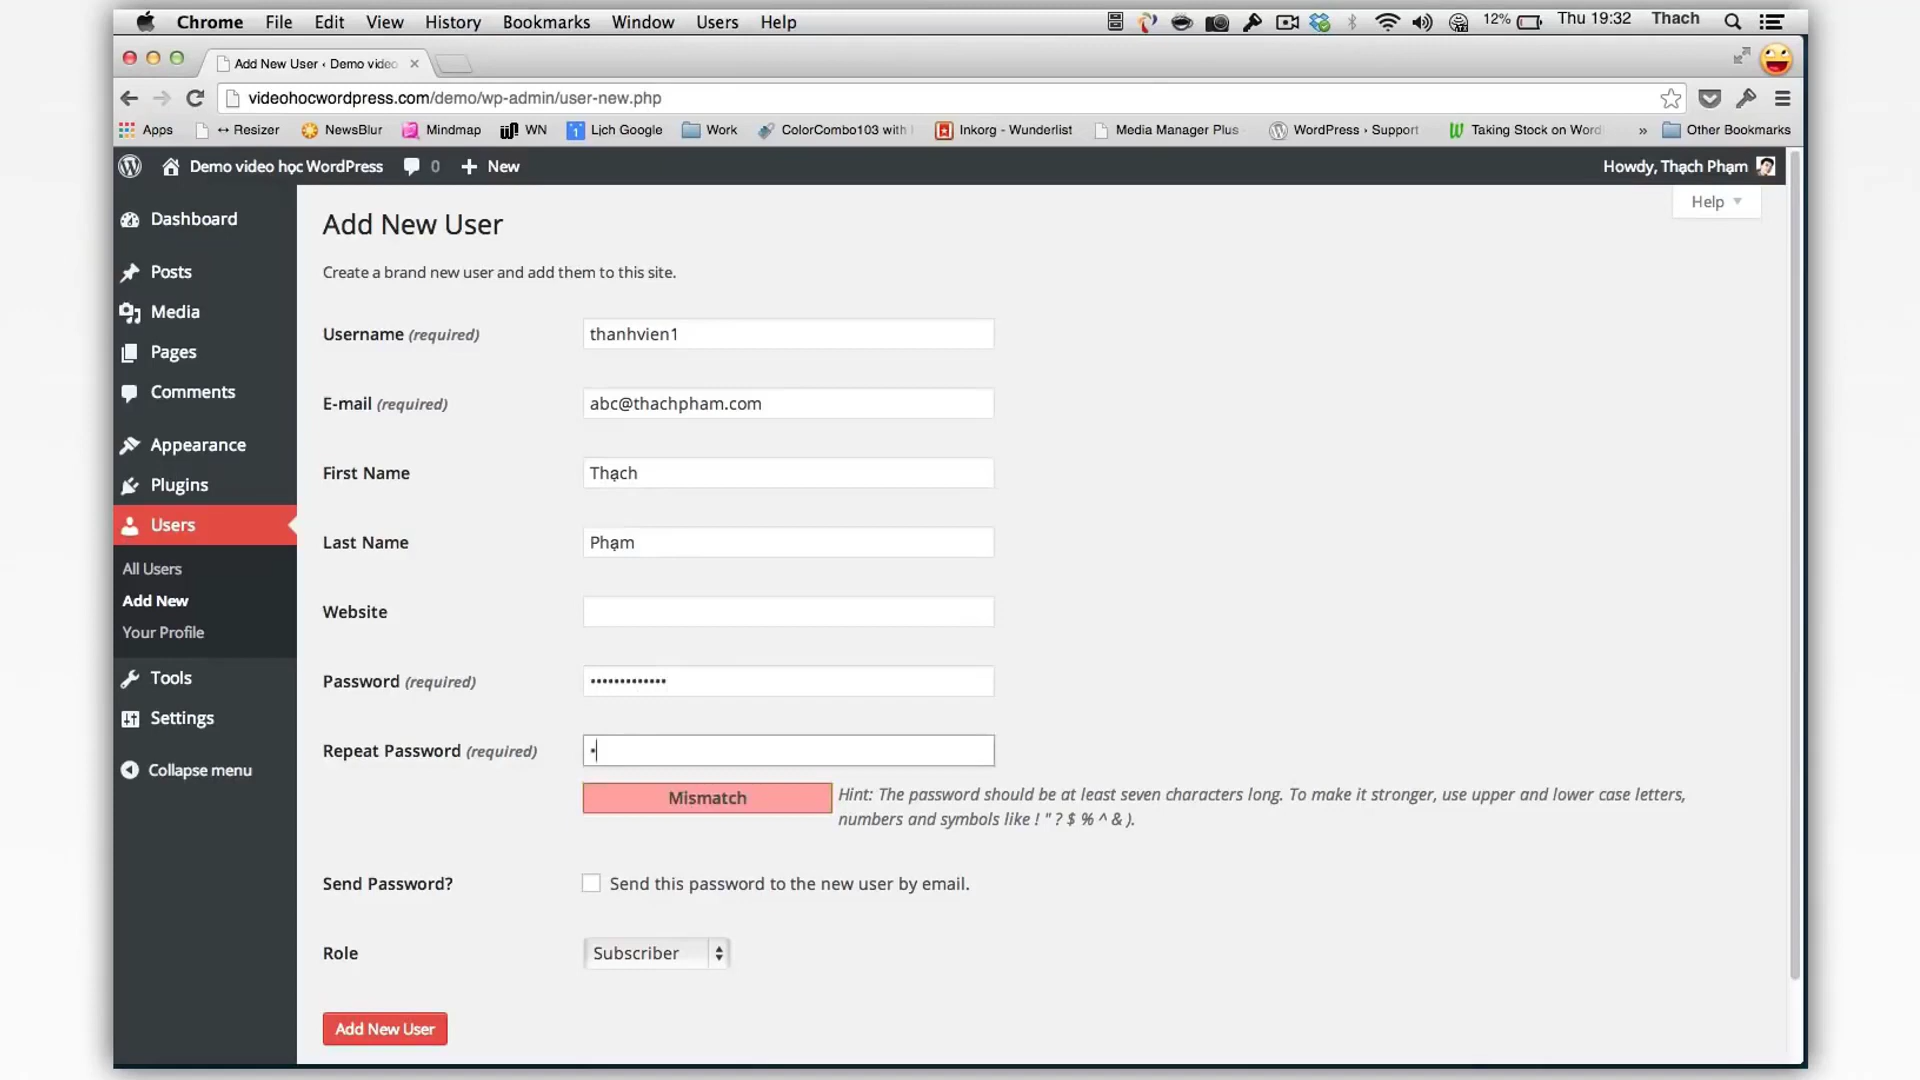 Chrome File Edit View History Bookmarks Window Users Help 12% Thu 19:32 Thach
Add New User ‹ Demo video
videohocwordpress.com/demo/wp-admin/user-new.php
Apps ↔ Resizer NewsBlur Mindmap WN 1 Lịch Google Work ColorCombo103 with Inkorg - Wunderlist Media Manager Plus WordPress › Support Taking Stock on Word » Other Bookmarks
Demo video học WordPress 0 + New Howdy, Thạch Phạm
Help
Dashboard
Posts
Media
Pages
Comments
Appearance
Plugins
Users
All Users
Add New
Your Profile
Tools
Settings
Collapse menu
Add New User
Create a brand new user and add them to this site.
Username (required) thanhvien1
E-mail (required) abc@thachpham.com
First Name Thạch
Last Name Phạm
Website
Password (required) •••••••••••••
Repeat Password (required) •
Mismatch
Hint: The password should be at least seven characters long. To make it stronger, use upper and lower case letters,
numbers and symbols like ! " ? $ % ^ & ).
Send Password? Send this password to the new user by email.
Role Subscriber
Add New User